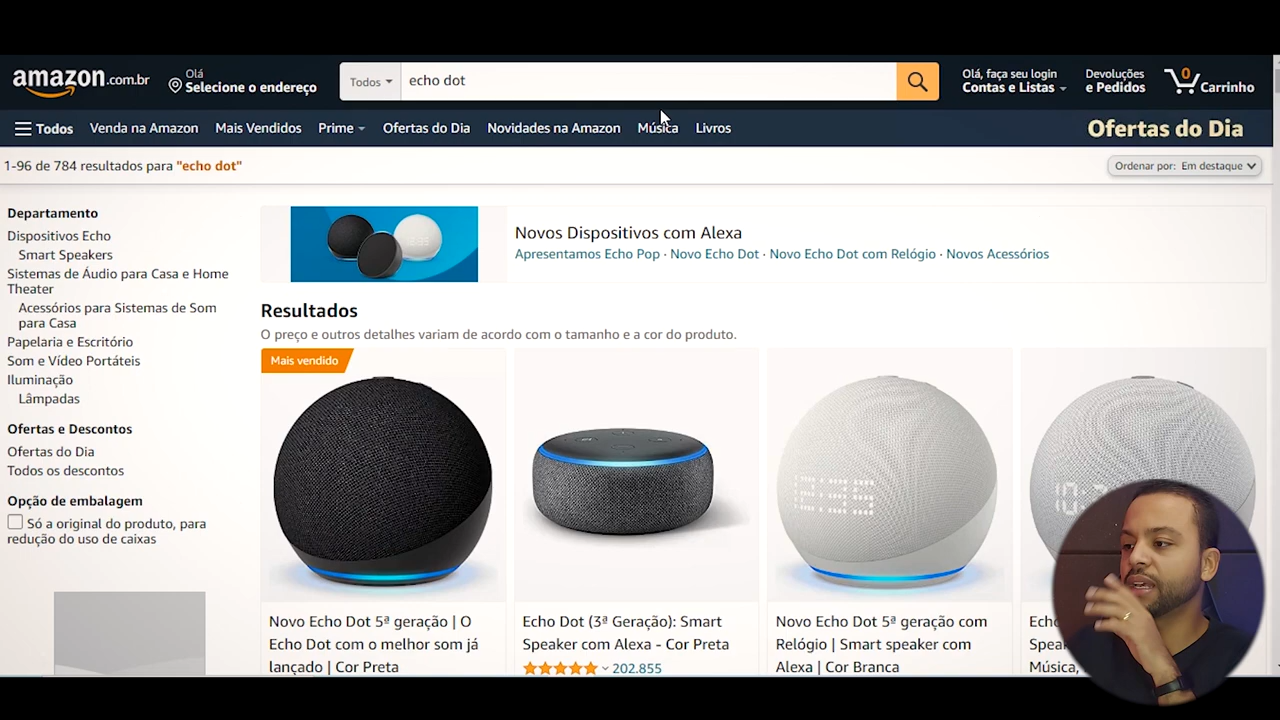 amazon.com.br
Olá
Selecione o endereço
Todos
echo dot
Olá, faça seu login
Contas e Listas
Devoluções
e Pedidos
0
Carrinho
Todos
Venda na Amazon
Mais Vendidos
Prime
Ofertas do Dia
Novidades na Amazon
Música
Livros
Ofertas do Dia
1-96 de 784 resultados para "echo dot"
Ordenar por: Em destaque
Departamento
Dispositivos Echo
Smart Speakers
Sistemas de Áudio para Casa e Home
Theater
Acessórios para Sistemas de Som
para Casa
Papelaria e Escritório
Som e Vídeo Portáteis
Iluminação
Lâmpadas
Ofertas e Descontos
Ofertas do Dia
Todos os descontos
Opção de embalagem
Só a original do produto, para
redução do uso de caixas
Novos Dispositivos com Alexa
Apresentamos Echo Pop · Novo Echo Dot · Novo Echo Dot com Relógio · Novos Acessórios
Resultados
O preço e outros detalhes variam de acordo com o tamanho e a cor do produto.
Mais vendido
Novo Echo Dot 5ª geração | O
Echo Dot com o melhor som já
lançado | Cor Preta
Echo Dot (3ª Geração): Smart
Speaker com Alexa - Cor Preta
202.855
12:35
Novo Echo Dot 5ª geração com
Relógio | Smart speaker com
Alexa | Cor Branca